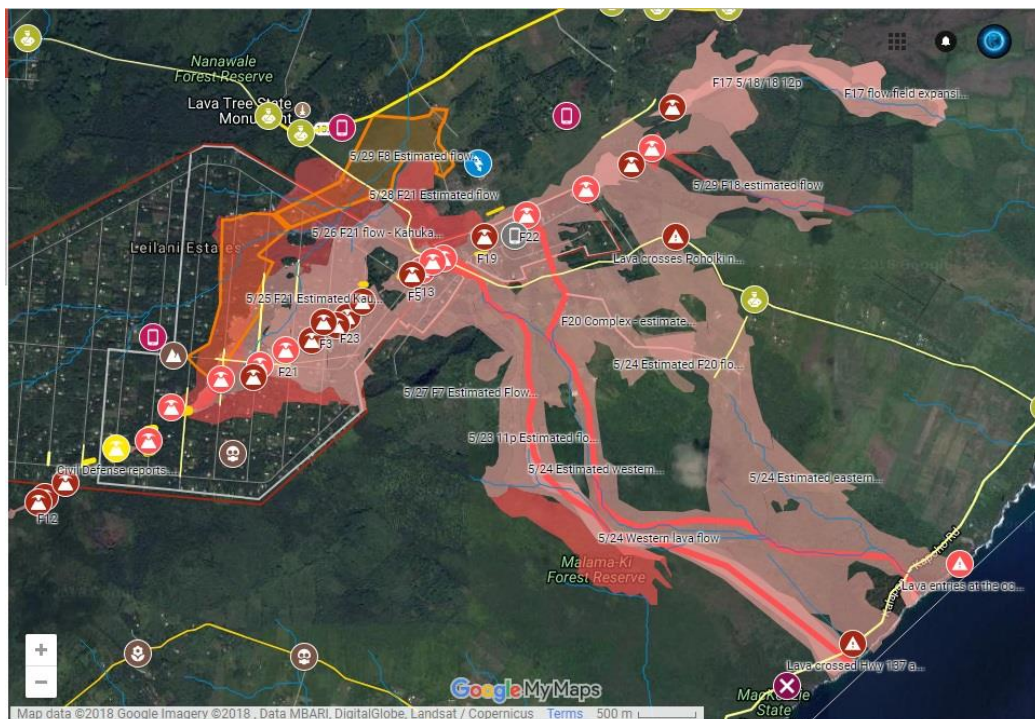 Nanawale
Forest Reserve
Lava Tree State
Monument
F17 5/18/18 12p
F17 flow field expansi...
5/29 F8 Estimated flow...
5/28 F21 Estimated flow
5/29 F18 estimated flow
Leilani Estates
5/26 F21 flow - Kahuka...
F22
F19
Lava crosses Pohoiki n...
5/25 F21 Estimated Kau...
F5
13
F20 Complex - estimate...
F23
F3
F21
5/24 Estimated F20 flo...
5/27 F7 Estimated Flow...
5/23 11p Estimated flo...
Civil Defense reports ...
5/24 Estimated western...
5/24 Estimated eastern...
F12
5/24 Western lava flow
Malama-Ki
Forest Reserve
Lava entries at the oc...
Lava crossed Hwy 137 a...
MacKenzie
State
+
−
Google My Maps
Map data ©2018 Google Imagery ©2018 , Data MBARI, DigitalGlobe, Landsat / Copernicus Terms 500 m